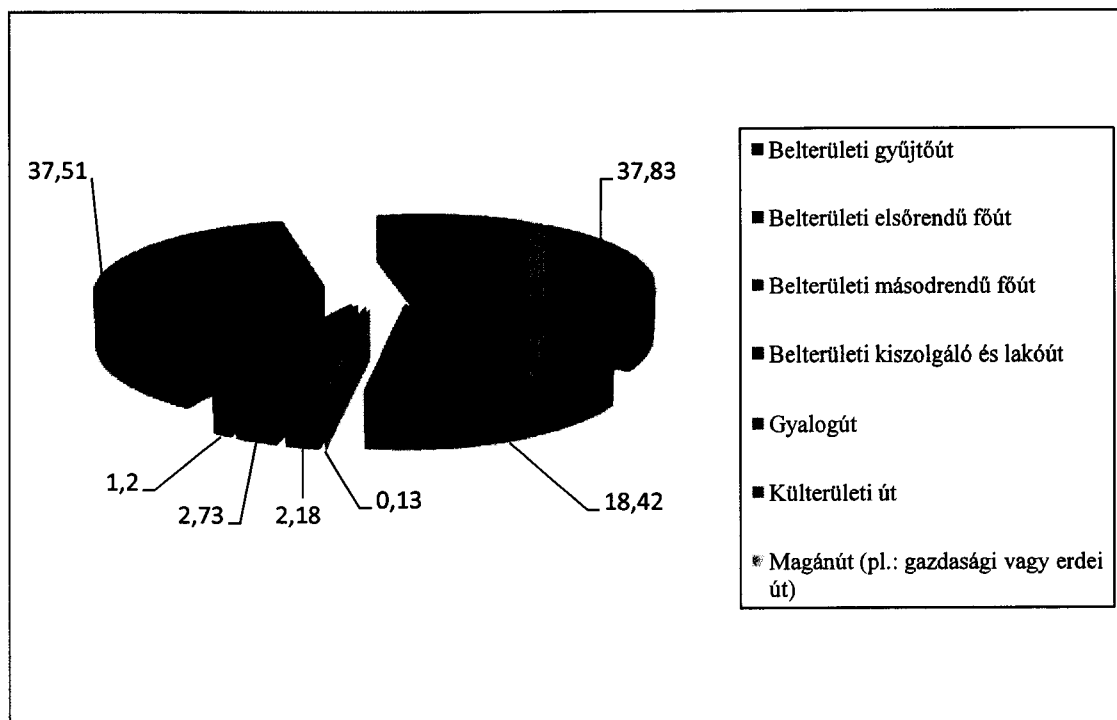 37,51
37,83
1,2
2,73
2,18
0,13
18,42
Belterületi gyűjtőút
Belterületi elsőrendű főút
Belterületi másodrendű főút
Belterületi kiszolgáló és lakóút
Gyalogút
Külterületi út
Magánút (pl.: gazdasági vagy erdei
út)